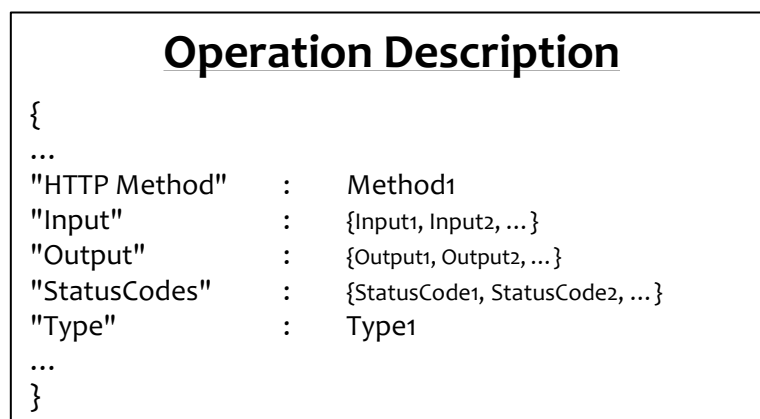 Operation Description
{
...
"HTTP Method" : Method1
"Input" : {Input1, Input2, ...}
"Output" : {Output1, Output2, ...}
"StatusCodes" : {StatusCode1, StatusCode2, ...}
"Type" : Type1
...
}